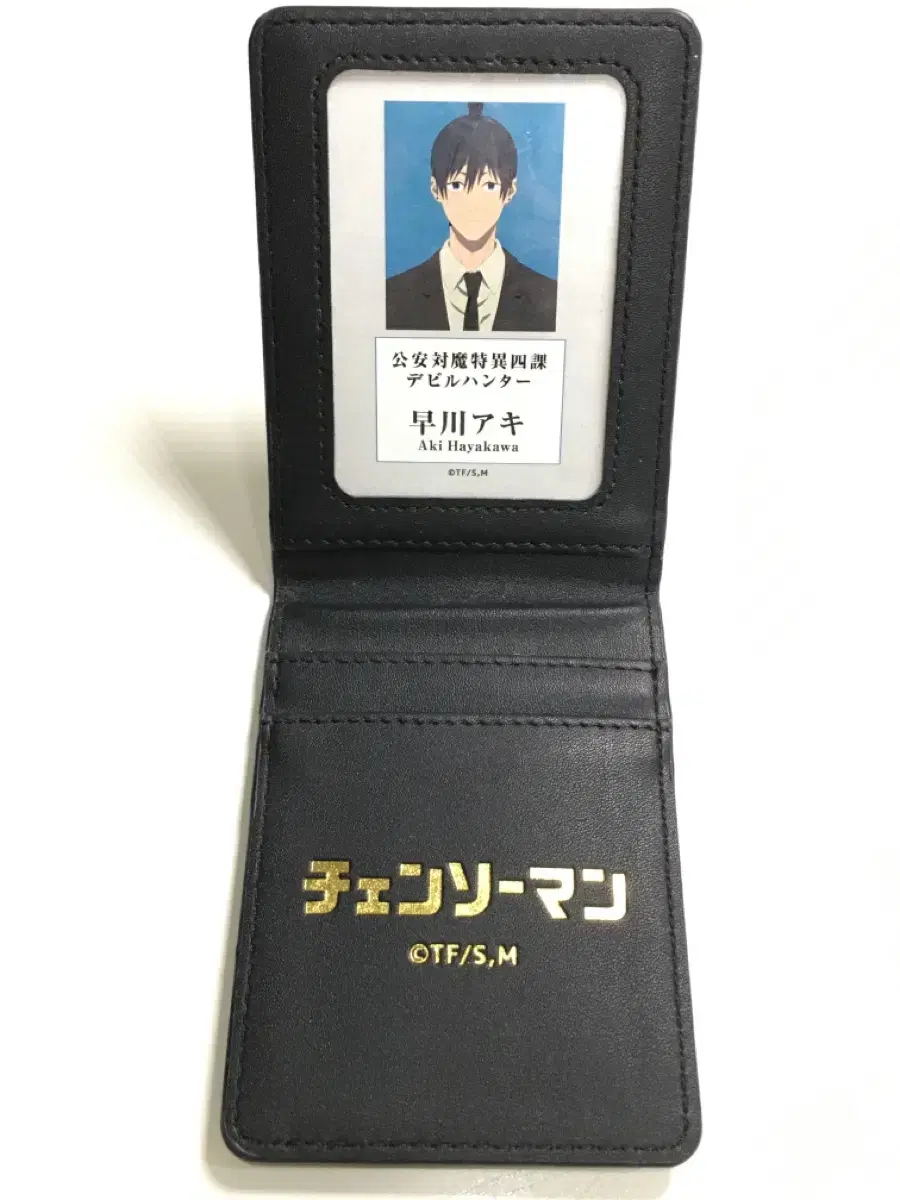 公安対魔特異四課
デビルハンター
早川アキ
Aki Hayakawa
©TF/S,M
チェンソーマン
©TF/S,M